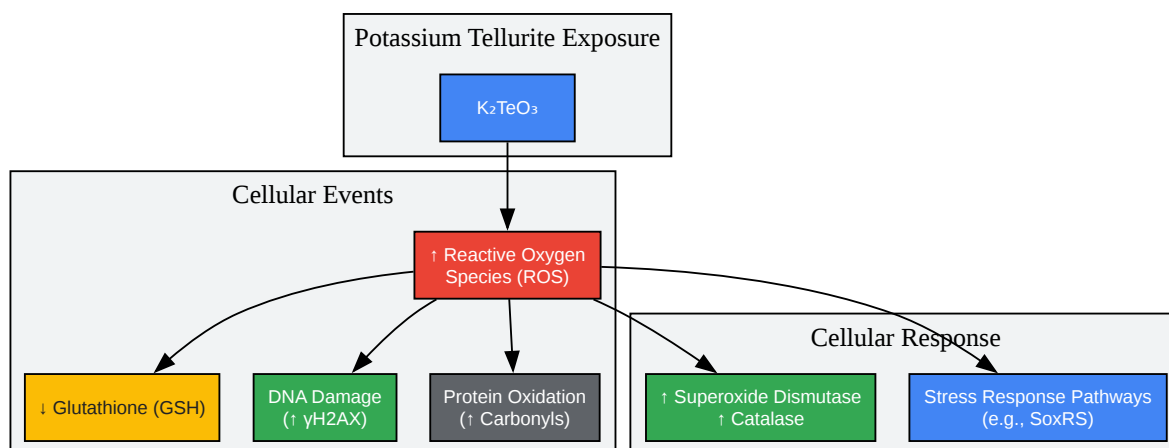 Potassium Tellurite Exposure
K₂TeO₃
Cellular Events
↑ Reactive Oxygen
Species (ROS)
Cellular Response
↓ Glutathione (GSH)
DNA Damage
(↑ γH2AX)
Protein Oxidation
(↑ Carbonyls)
↑ Superoxide Dismutase
↑ Catalase
Stress Response Pathways
(e.g., SoxRS)